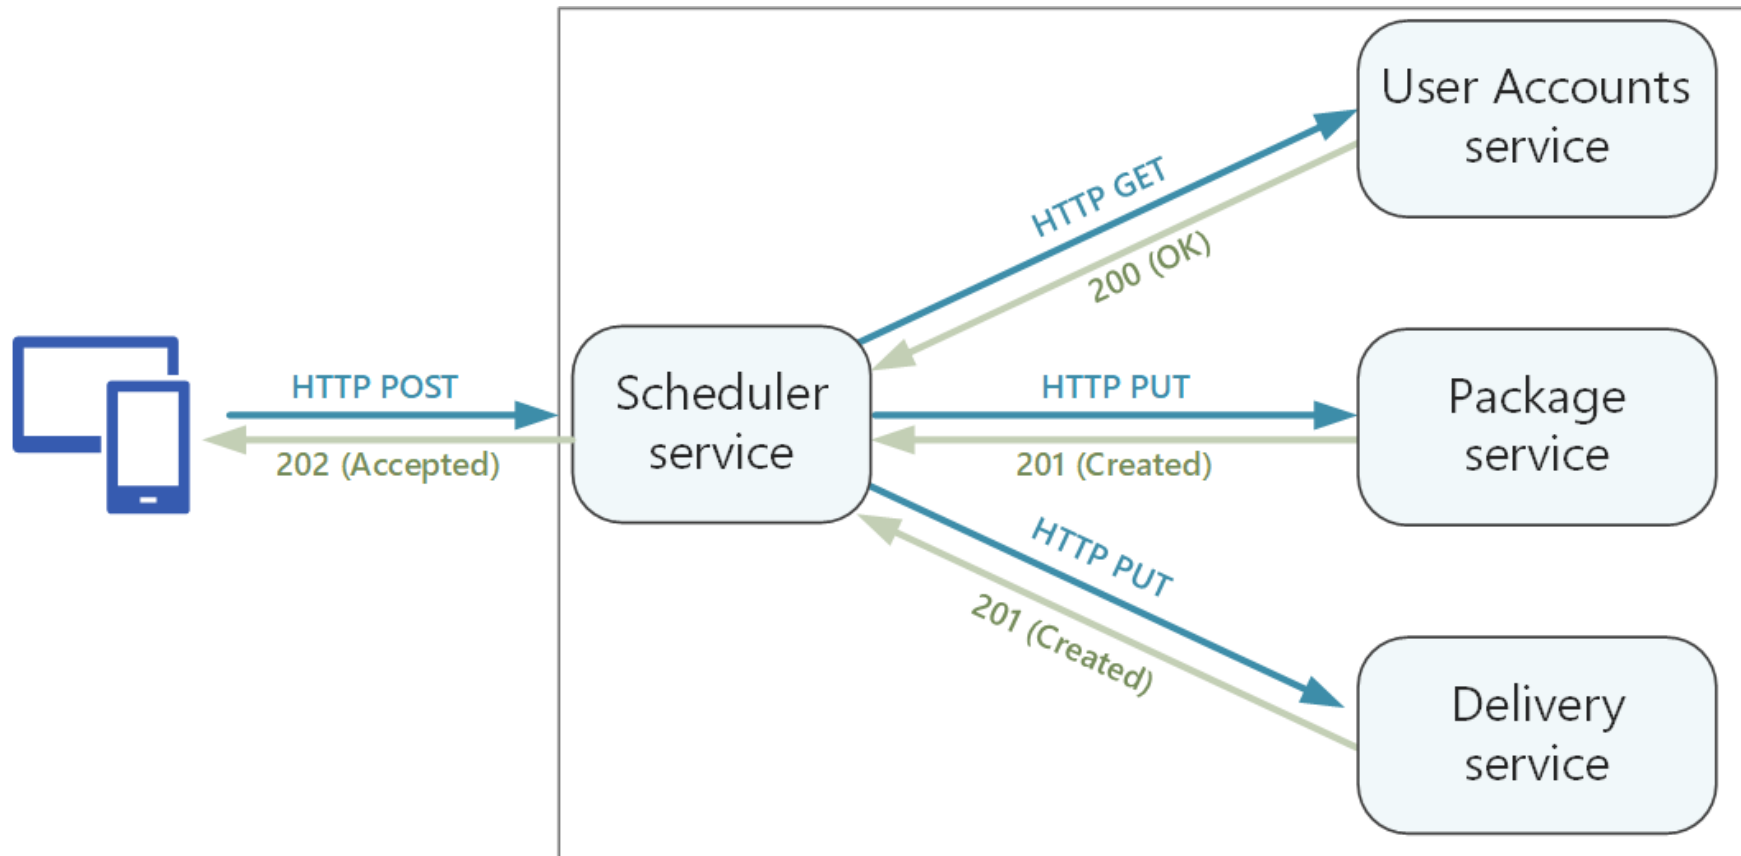 User Accounts
service
HTTP GET
200 (OK)
HTTP POST
202 (Accepted)
Scheduler
service
HTTP PUT
201 (Created)
Package
service
HTTP PUT
201 (Created)
Delivery
service